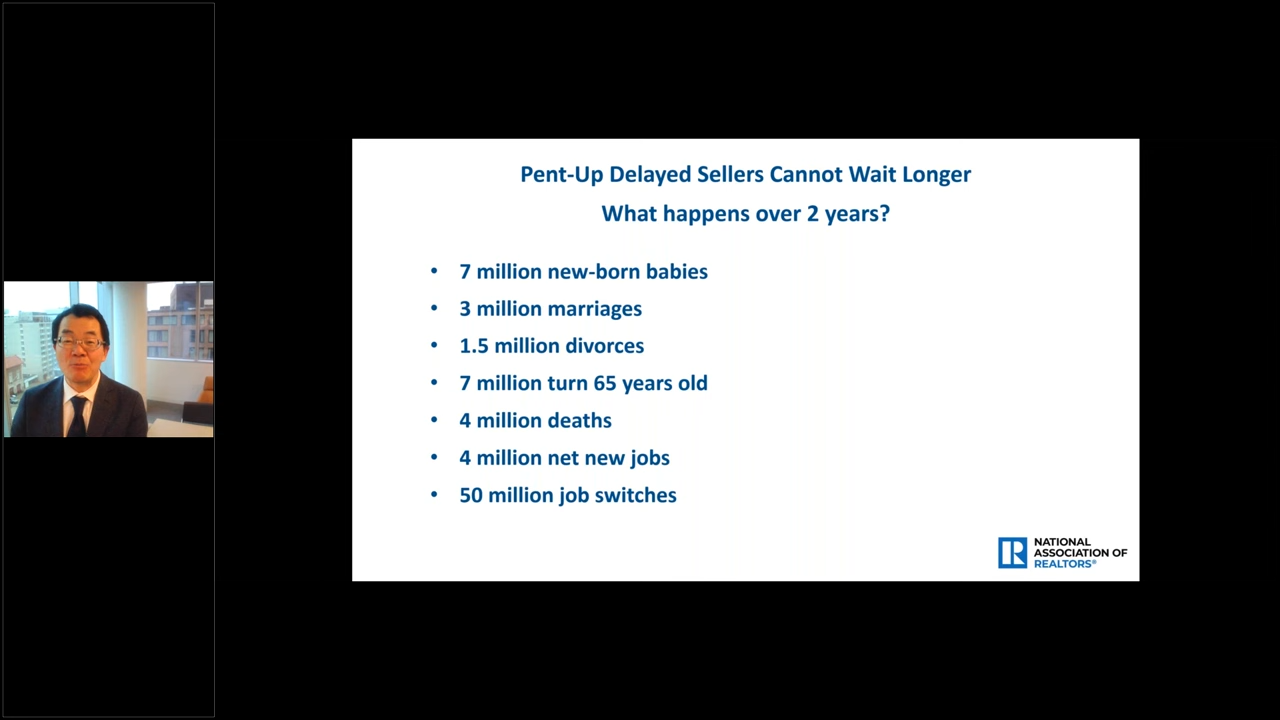 Pent-Up Delayed Sellers Cannot Wait Longer
What happens over 2 years?
• 7 million new-born babies
• 3 million marriages
• 1.5 million divorces
• 7 million turn 65 years old
• 4 million deaths
• 4 million net new jobs
• 50 million job switches
NATIONAL
ASSOCIATION OF
REALTORS®